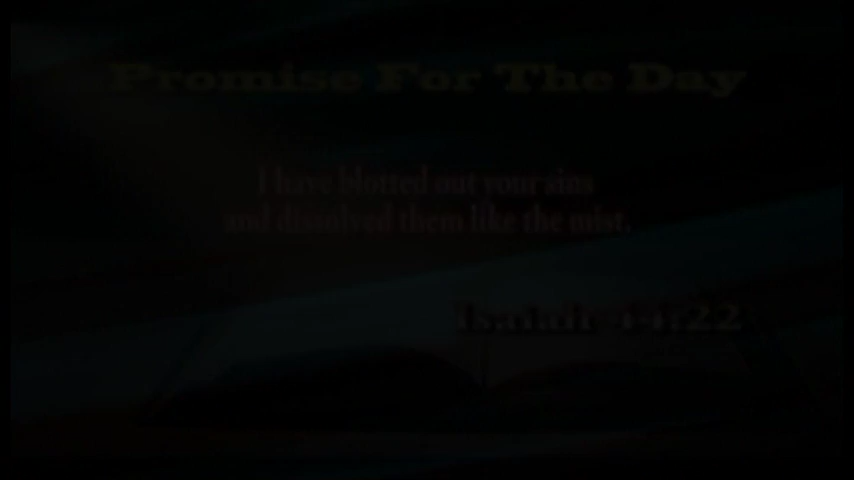 Promise For The Day
I have blotted out your sins
and dissolved them like the mist.
Isaiah 44:22